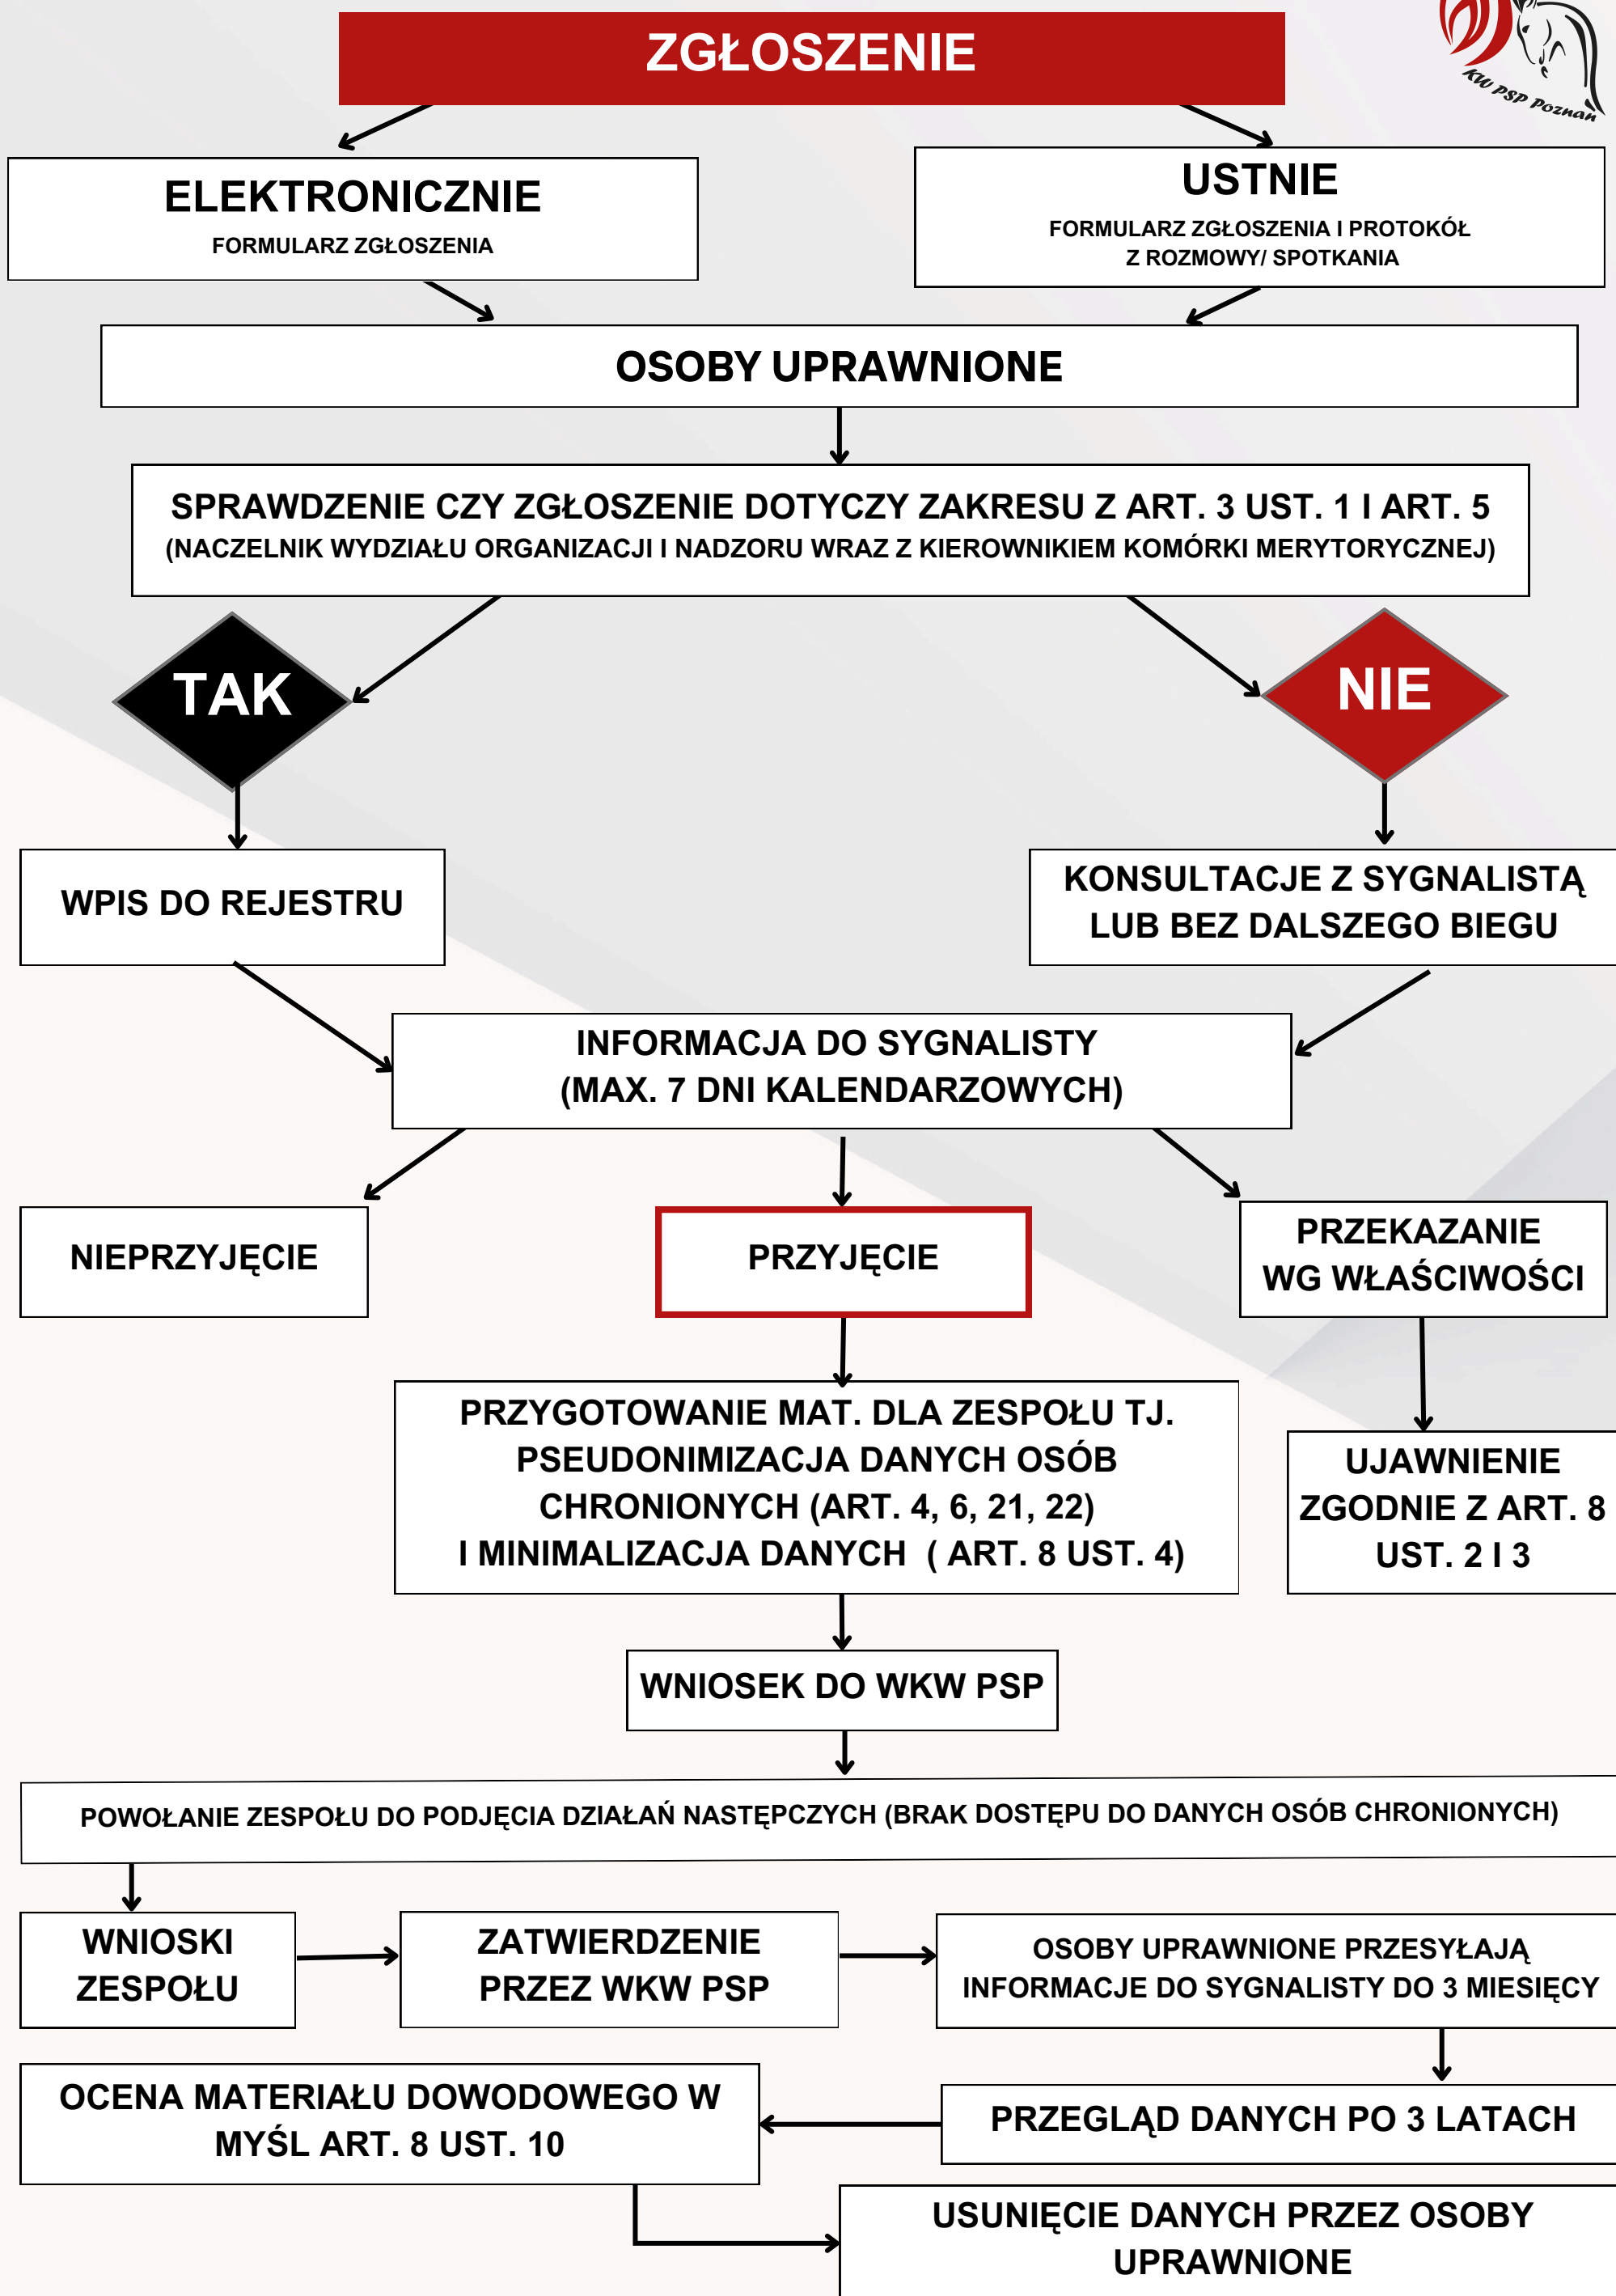 ZGŁOSZENIE
KW PSP Poznań
ELEKTRONICZNIE
FORMULARZ ZGŁOSZENIA
USTNIE
FORMULARZ ZGŁOSZENIA I PROTOKÓŁ
Z ROZMOWY/ SPOTKANIA
OSOBY UPRAWNIONE
SPRAWDZENIE CZY ZGŁOSZENIE DOTYCZY ZAKRESU Z ART. 3 UST. 1 I ART. 5
(NACZELNIK WYDZIAŁU ORGANIZACJI I NADZORU WRAZ Z KIEROWNIKIEM KOMÓRKI MERYTORYCZNEJ)
TAK
NIE
WPIS DO REJESTRU
KONSULTACJE Z SYGNALISTĄ
LUB BEZ DALSZEGO BIEGU
INFORMACJA DO SYGNALISTY
(MAX. 7 DNI KALENDARZOWYCH)
NIEPRZYJĘCIE
PRZYJĘCIE
PRZEKAZANIE
WG WŁAŚCIWOŚCI
PRZYGOTOWANIE MAT. DLA ZESPOŁU TJ.
PSEUDONIMIZACJA DANYCH OSÓB
CHRONIONYCH (ART. 4, 6, 21, 22)
I MINIMALIZACJA DANYCH ( ART. 8 UST. 4)
UJAWNIENIE
ZGODNIE Z ART. 8
UST. 2 I 3
WNIOSEK DO WKW PSP
POWOŁANIE ZESPOŁU DO PODJĘCIA DZIAŁAŃ NASTĘPCZYCH (BRAK DOSTĘPU DO DANYCH OSÓB CHRONIONYCH)
WNIOSKI
ZESPOŁU
ZATWIERDZENIE
PRZEZ WKW PSP
OSOBY UPRAWNIONE PRZESYŁAJĄ
INFORMACJE DO SYGNALISTY DO 3 MIESIĘCY
OCENA MATERIAŁU DOWODOWEGO W
MYŚL ART. 8 UST. 10
PRZEGLĄD DANYCH PO 3 LATACH
USUNIĘCIE DANYCH PRZEZ OSOBY
UPRAWNIONE